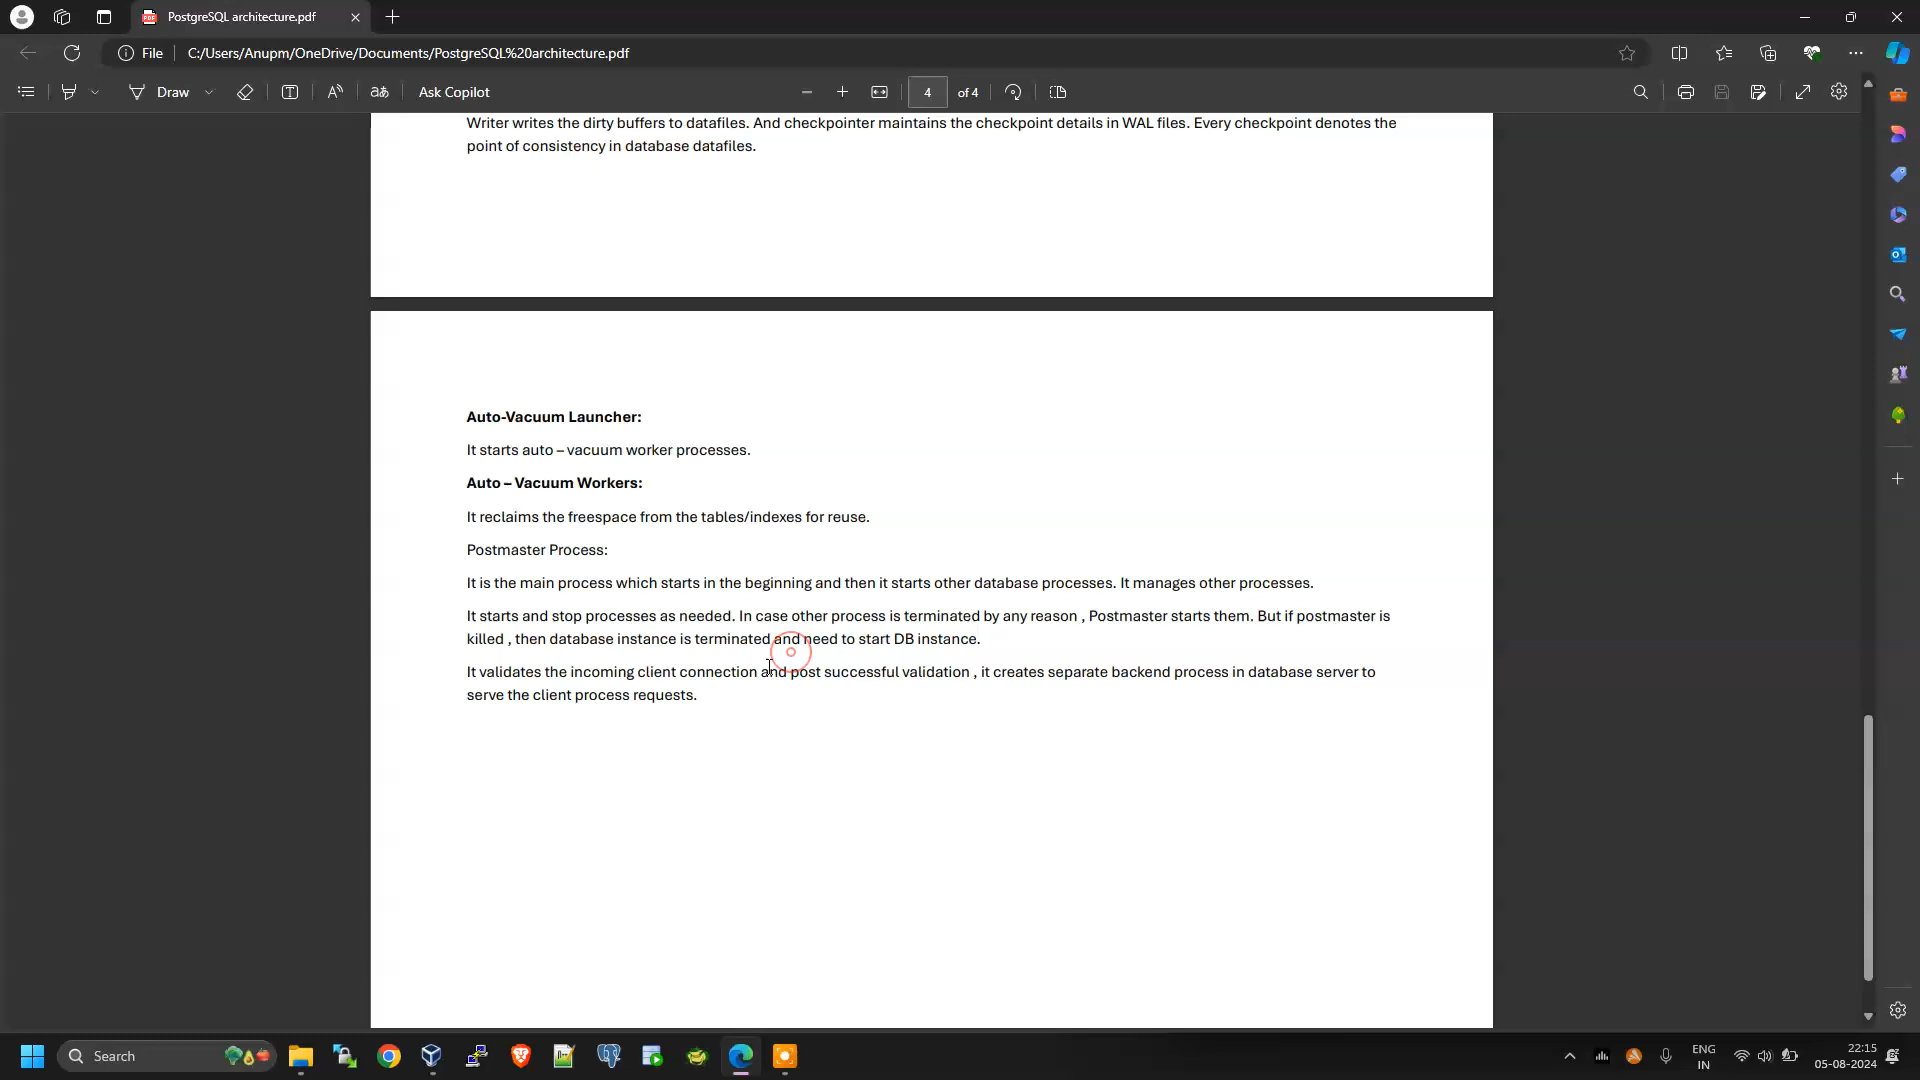 PostgreSQL architecture.pdf
File
C:/Users/Anupm/OneDrive/Documents/PostgreSQL%20architecture.pdf
Draw
aあ
Ask Copilot
4
of 4
Writer writes the dirty buffers to datafiles. And checkpointer maintains the checkpoint details in WAL files. Every checkpoint denotes the
point of consistency in database datafiles.
Auto-Vacuum Launcher:
It starts auto – vacuum worker processes.
Auto – Vacuum Workers:
It reclaims the freespace from the tables/indexes for reuse.
Postmaster Process:
It is the main process which starts in the beginning and then it starts other database processes. It manages other processes.
It starts and stop processes as needed. In case other process is terminated by any reason , Postmaster starts them. But if postmaster is
killed , then database instance is terminated and need to start DB instance.
It validates the incoming client connection and post successful validation , it creates separate backend process in database server to
serve the client process requests.
Search
ENG
IN
22:15
05-08-2024